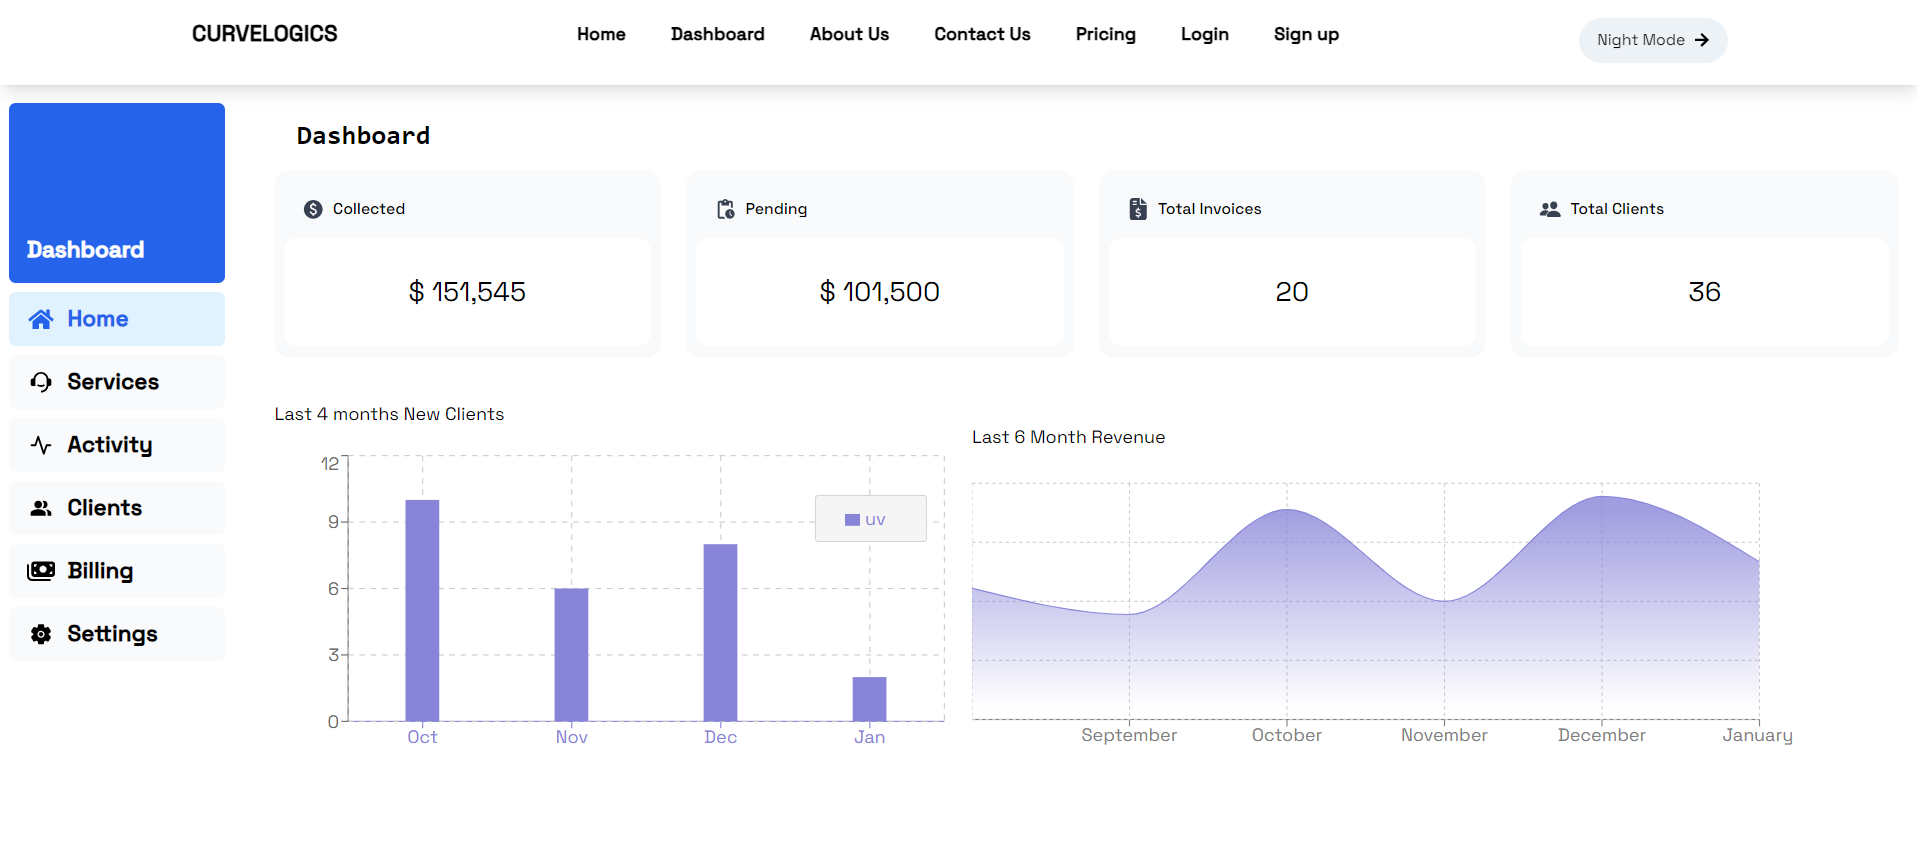 CURVELOGICS
Home Dashboard About Us Contact Us Pricing Login Sign up
Night Mode
Dashboard
Home
Services
Activity
Clients
Billing
Settings
Dashboard
Collected
$ 151,545
Pending
$ 101,500
Total Invoices
20
Total Clients
36
Last 4 months New Clients
12
9
6
3
0
uv
Oct Nov Dec Jan
Last 6 Month Revenue
September October November December January